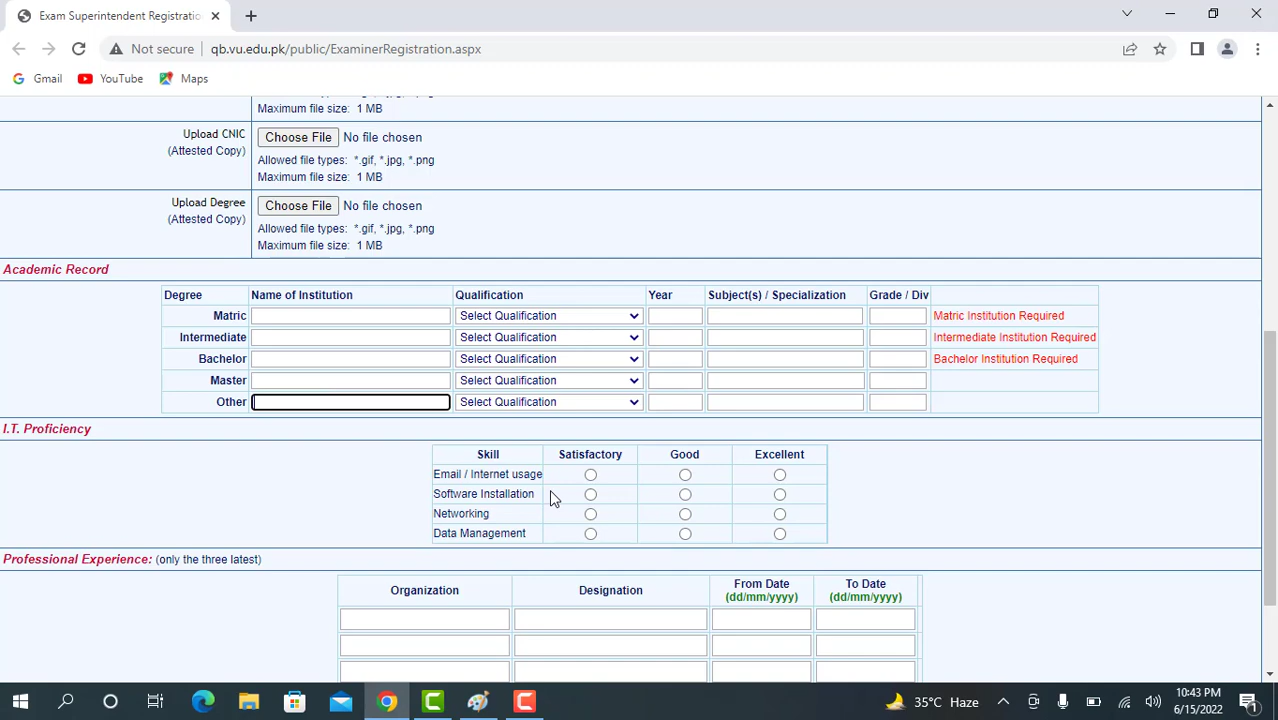 Exam Superintendent Registratio
Not secure
qb.vu.edu.pk/public/ExaminerRegistration.aspx
Gmail
YouTube
Maps
Maximum file size: 1 MB
Upload CNIC
(Attested Copy)
Choose File No file chosen
Allowed file types: *.gif, *.jpg, *.png
Maximum file size: 1 MB
Upload Degree
(Attested Copy)
Choose File No file chosen
Allowed file types: *.gif, *.jpg, *.png
Maximum file size: 1 MB
Academic Record
Degree Name of Institution Qualification Year Subject(s) / Specialization Grade / Div
Matric Select Qualification Matric Institution Required
Intermediate Select Qualification Intermediate Institution Required
Bachelor Select Qualification Bachelor Institution Required
Master Select Qualification
Other Select Qualification
I.T. Proficiency
Skill Satisfactory Good Excellent
Email / Internet usage
Software Installation
Networking
Data Management
Professional Experience: (only the three latest)
Organization Designation From Date To Date
(dd/mm/yyyy) (dd/mm/yyyy)
35°C Haze
10:43 PM
6/15/2022
1